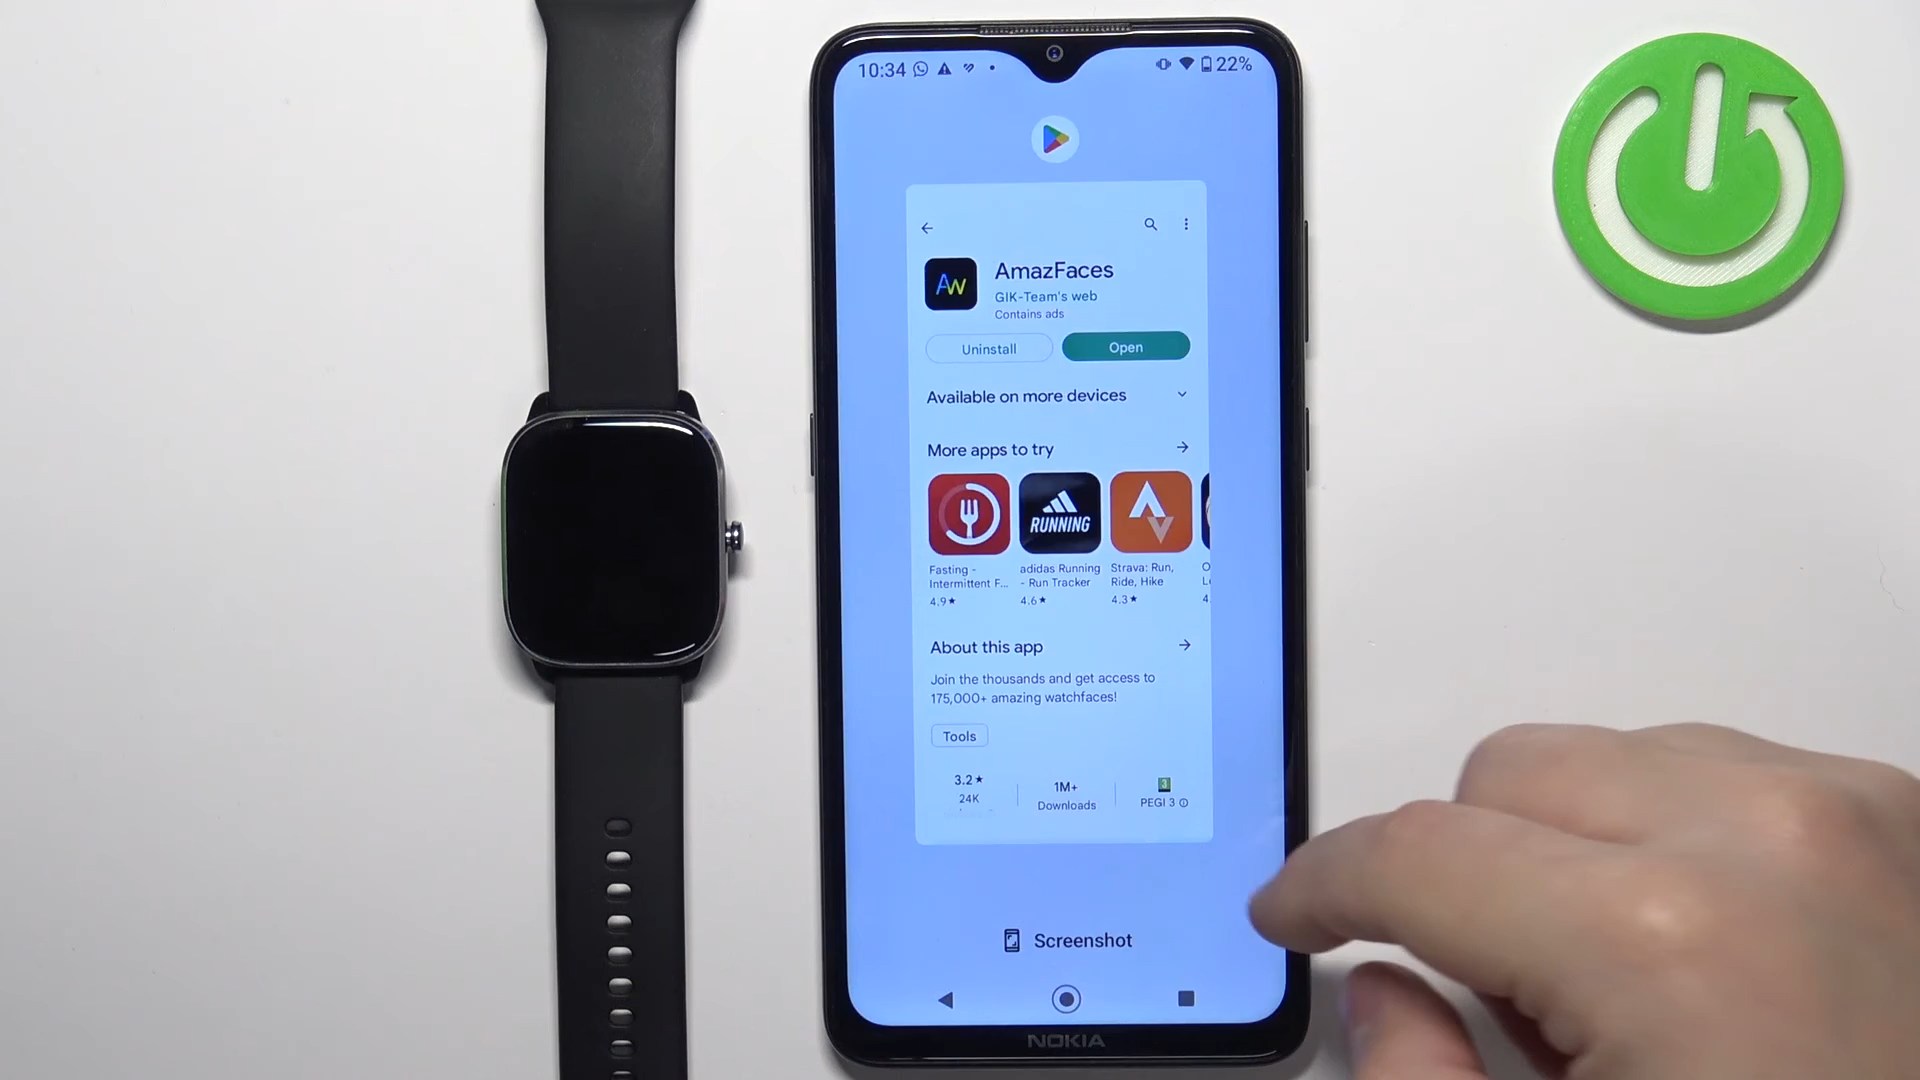 10:34
22%
AmazFaces
GIK-Team's web
Contains ads
Uninstall
Open
Available on more devices
More apps to try
RUNNING
Fasting -
Intermittent F...
4.9★
adidas Running
- Run Tracker
4.6★
Strava: Run,
Ride, Hike
4.3★
4.
About this app
Join the thousands and get access to
175,000+ amazing watchfaces!
Tools
3.2★
24K
1M+
Downloads
3
PEGI 3
Screenshot
NOKIA